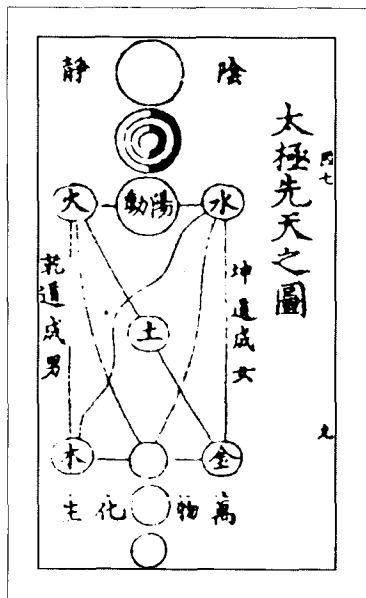 太極先天之圖
陰靜
水
陽動
火
坤道成女
土
乾道成男
金
木
萬物化生